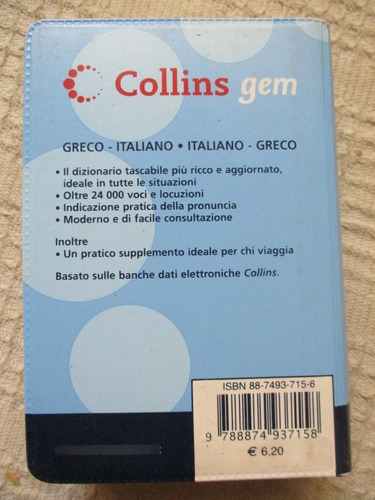 Collins gem
GRECO - ITALIANO • ITALIANO - GRECO
• Il dizionario tascabile più ricco e aggiornato,
ideale in tutte le situazioni
• Oltre 24 000 voci e locuzioni
• Indicazione pratica della pronuncia
• Moderno e di facile consultazione
Inoltre
• Un pratico supplemento ideale per chi viaggia
Basato sulle banche dati elettroniche Collins.
ISBN 88-7493-715-6
9 788874 937158
€ 6,20